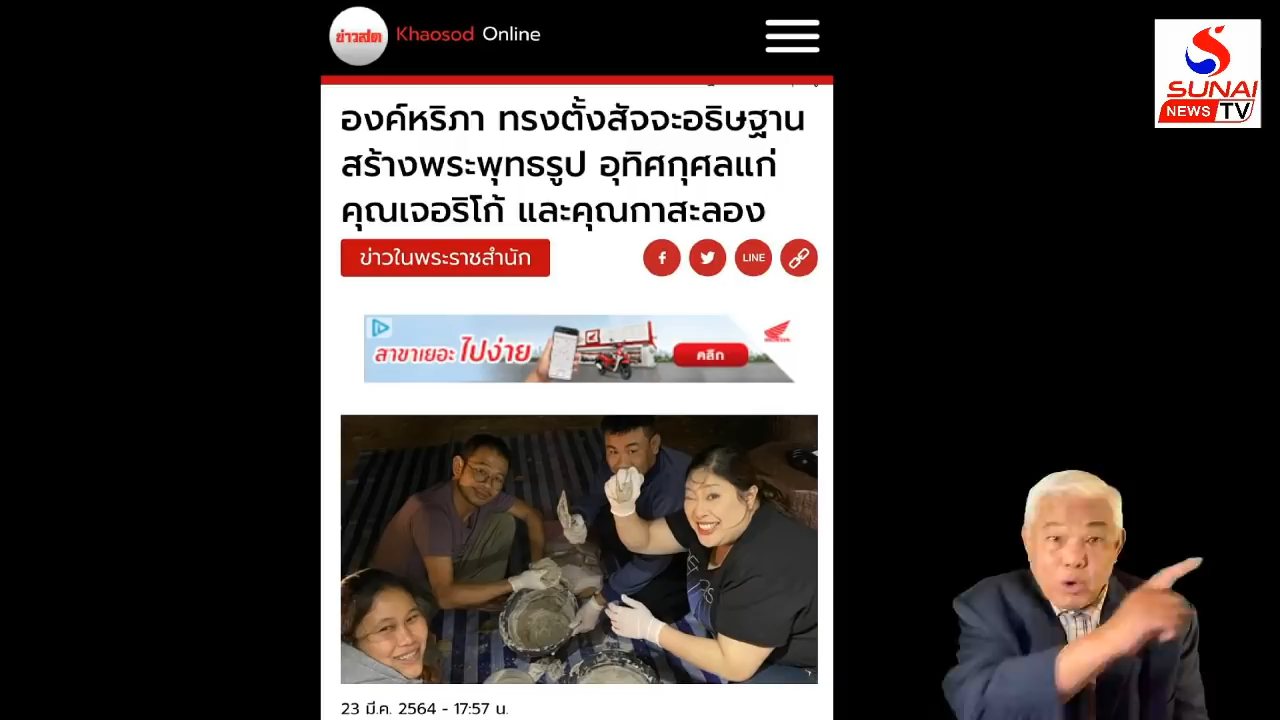 ข่าวสด Khaosod Online
องค์หริภา ทรงตั้งสัจจะอธิษฐาน
สร้างพระพุทธรูป อุทิศกุศลแก่
คุณเจอริโก้ และคุณกาสะลอง
ข่าวในพระราชสำนัก
LINE
สาขาเยอะ ไปง่าย
คลิก
HONDA
23 มี.ค. 2564 - 17:57 น.
SUNAI
NEWS TV